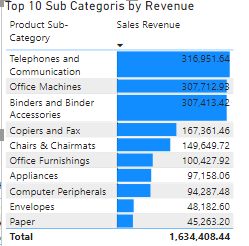 Top 10 Sub Categoris by Revenue
Product Sub- Sales Revenue
Category
Telephones and 316,951.64
Communication
Office Machines 307,712.93
Binders and Binder 307,413.42
Accessories
Copiers and Fax 167,361.46
Chairs & Chairmats 149,649.72
Office Furnishings 100,427.92
Appliances 97,158.06
Computer Peripherals 94,287.48
Envelopes 48,182.60
Paper 45,263.20
Total 1,634,408.44